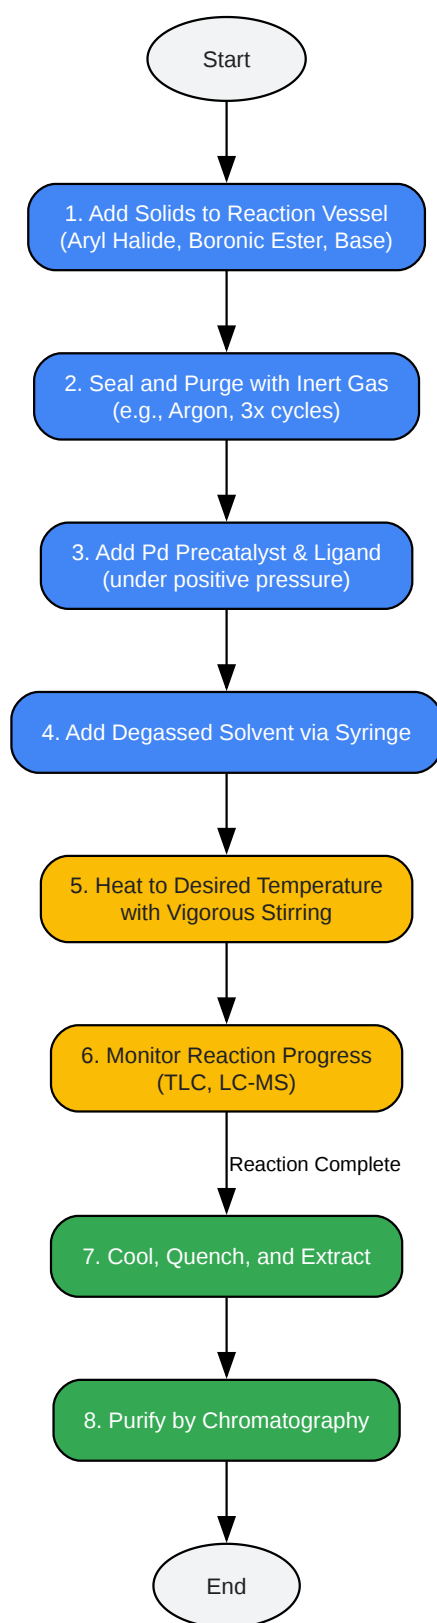 Start
1. Add Solids to Reaction Vessel
(Aryl Halide, Boronic Ester, Base)
2. Seal and Purge with Inert Gas
(e.g., Argon, 3x cycles)
3. Add Pd Precatalyst & Ligand
(under positive pressure)
4. Add Degassed Solvent via Syringe
5. Heat to Desired Temperature
with Vigorous Stirring
6. Monitor Reaction Progress
(TLC, LC-MS)
Reaction Complete
7. Cool, Quench, and Extract
8. Purify by Chromatography
End